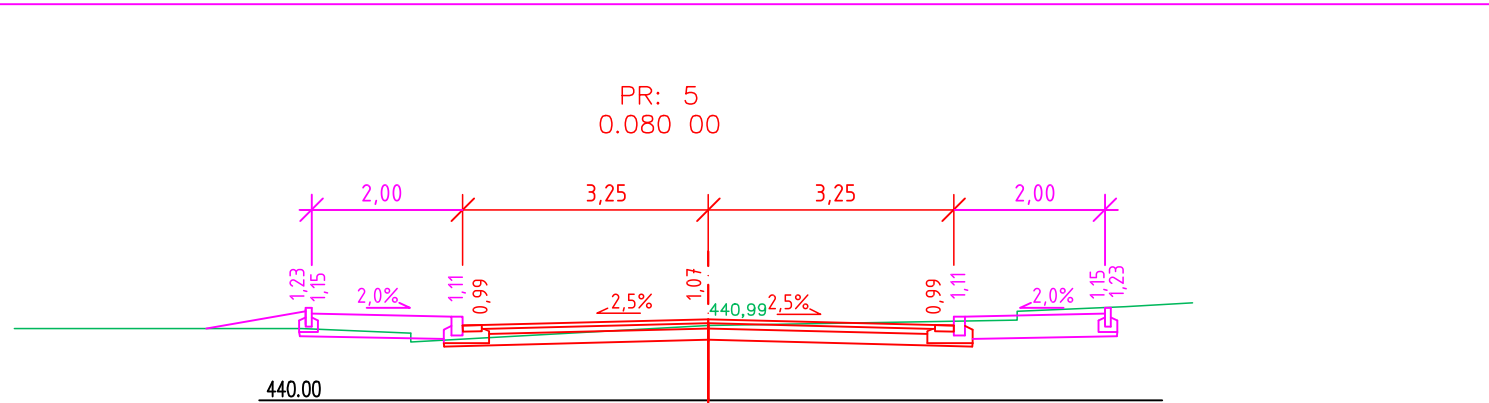 PR: 5
0.080 00
2,00 3,25 3,25 2,00
1,23 1,15 1,11 0,99 1,07 0,99 1,11 1,15 1,23
2,0% 2,5% 440,99 2,5% 2,0%
440.00